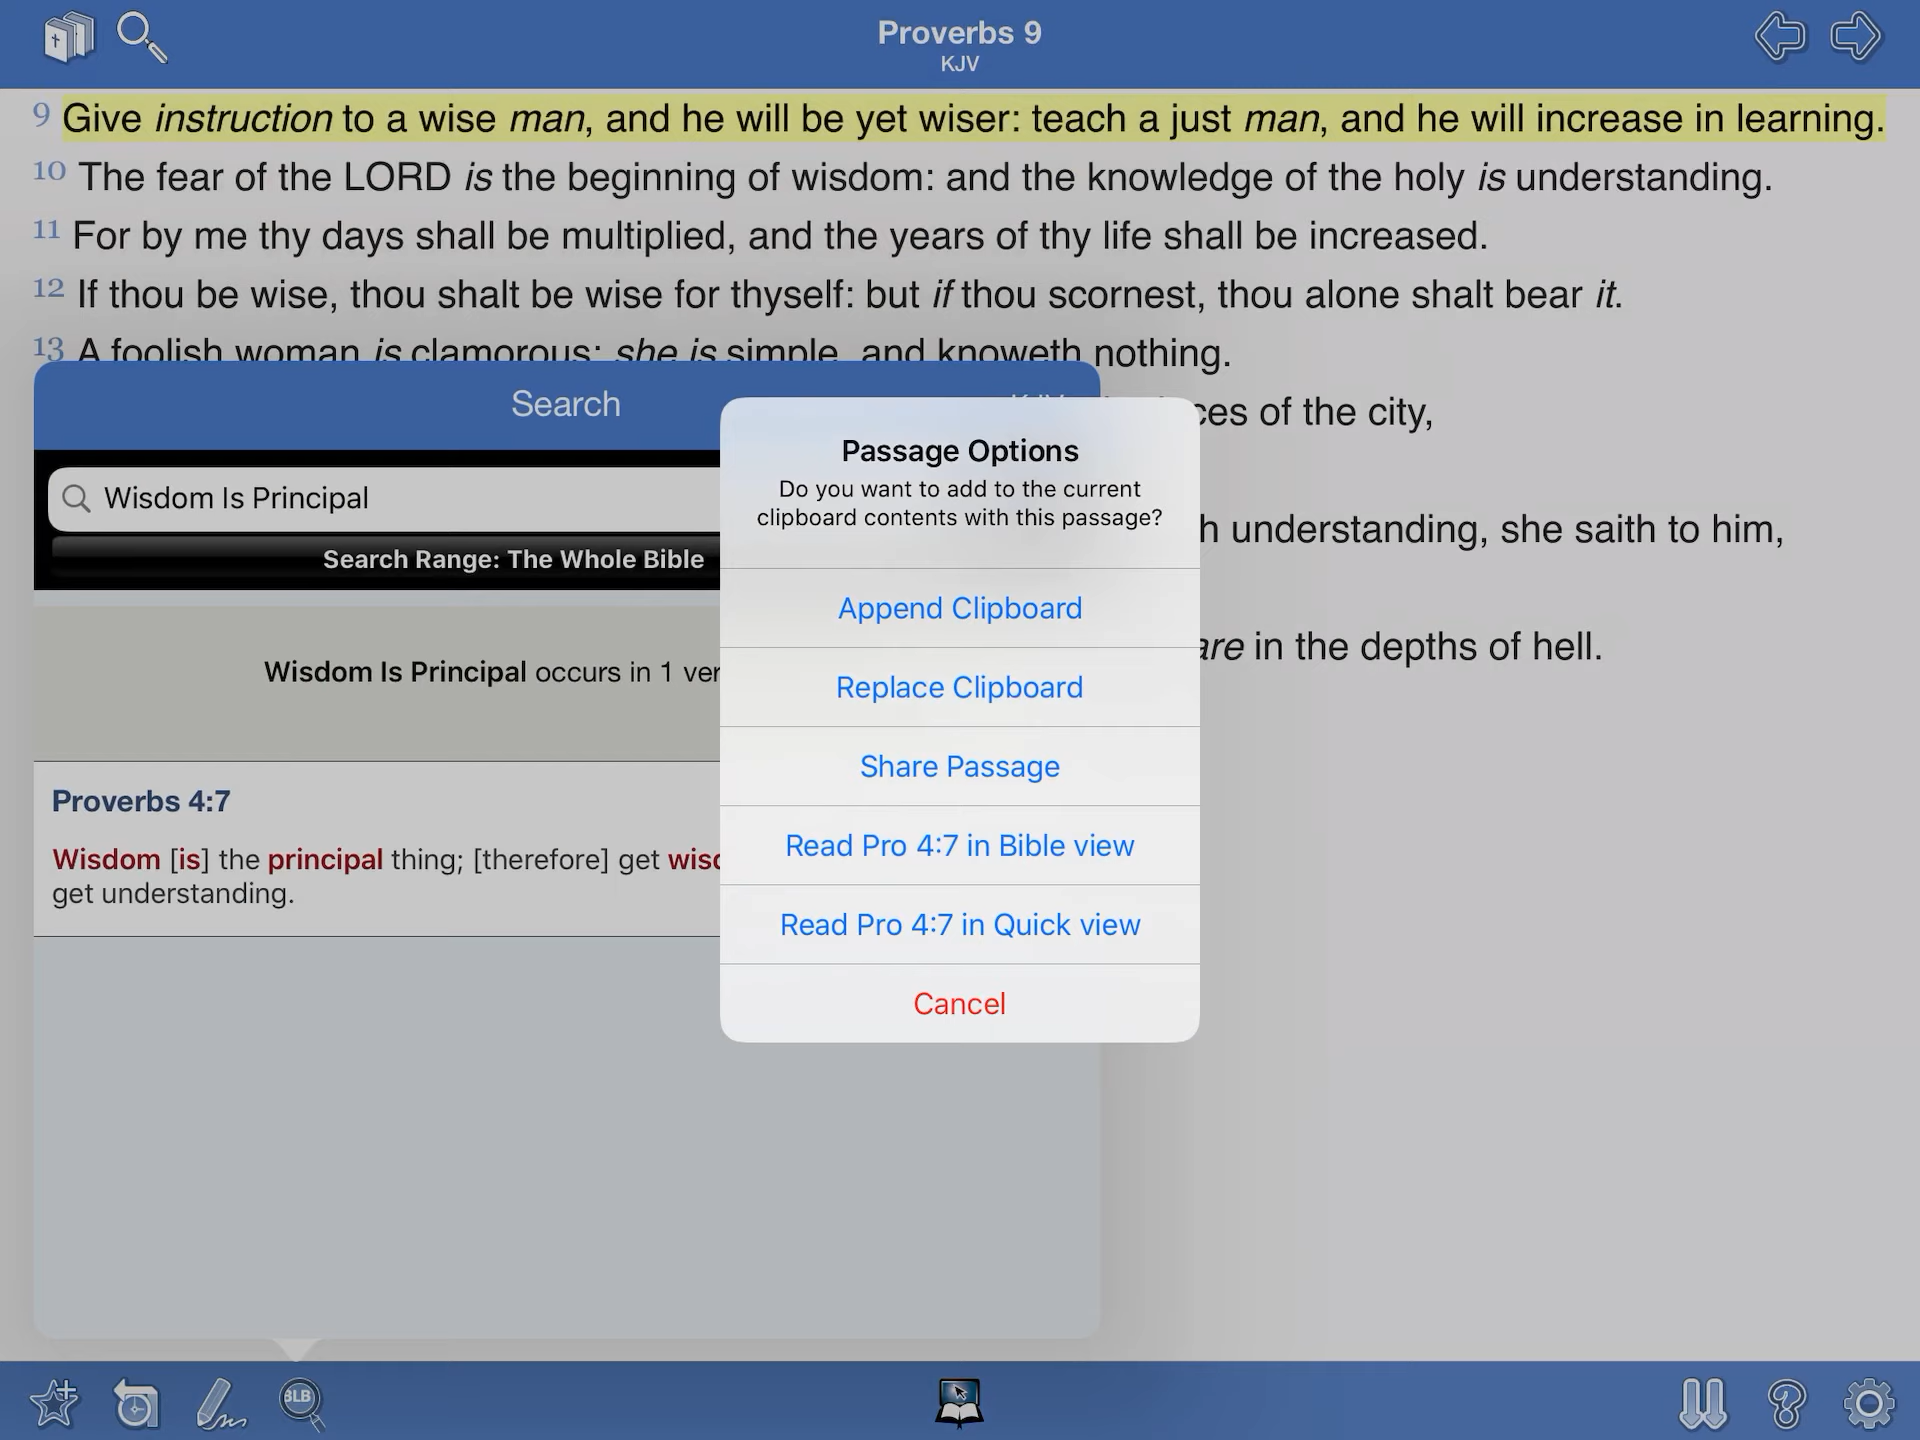 Proverbs 9
KJV
9 Give instruction to a wise man, and he will be yet wiser: teach a just man, and he will increase in learning.
10 The fear of the LORD is the beginning of wisdom: and the knowledge of the holy is understanding.
11 For by me thy days shall be multiplied, and the years of thy life shall be increased.
12 If thou be wise, thou shalt be wise for thyself: but if thou scornest, thou alone shalt bear it.
13 A foolish woman is clamorous: she is simple, and knoweth nothing.
of the city,
understanding, she saith to him,
are in the depths of hell.
Search
KJV
Wisdom Is Principal
Search Range: The Whole Bible
Wisdom Is Principal occurs in 1
Proverbs 4:7
Wisdom [is] the principal thing; [therefore] get
get understanding.
Passage Options
Do you want to add to the current
clipboard contents with this passage?
Append Clipboard
Replace Clipboard
Share Passage
Read Pro 4:7 in Bible view
Read Pro 4:7 in Quick view
Cancel
BLB